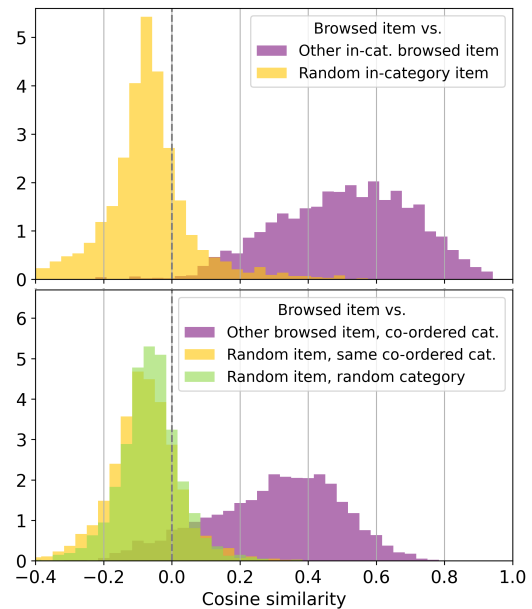 Browsed item vs.
Other in-cat. browsed item
Random in-category item
5
4
3
2
1
0
Browsed item vs.
Other browsed item, co-ordered cat.
Random item, same co-ordered cat.
Random item, random category
6
5
4
3
2
1
0
−0.4 −0.2 0.0 0.2 0.4 0.6 0.8 1.0
Cosine similarity